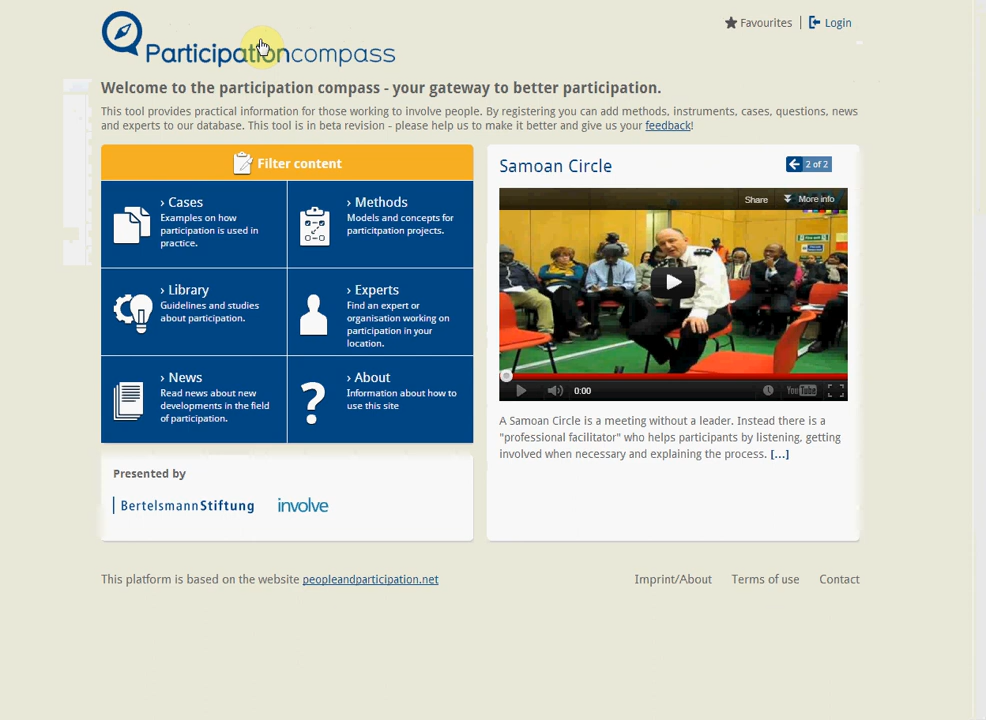 Favourites | Login
Participationcompass
Welcome to the participation compass - your gateway to better participation.
This tool provides practical information for those working to involve people. By registering you can add methods, instruments, cases, questions, news
and experts to our database. This tool is in beta revision - please help us to make it better and give us your feedback!
Filter content
› Cases
Examples on how
participation is used in
practice.
› Methods
Models and concepts for
particitpation projects.
› Library
Guidelines and studies
about participation.
› Experts
Find an expert or
organisation working on
participation in your
location.
› News
Read news about new
developments in the field
of participation.
› About
Information about how to
use this site
Presented by
BertelsmannStiftung
involve
Samoan Circle
2 of 2
Share
More info
0:00
YouTube
A Samoan Circle is a meeting without a leader. Instead there is a
"professional facilitator" who helps participants by listening, getting
involved when necessary and explaining the process. [...]
This platform is based on the website peopleandparticipation.net
Imprint/About Terms of use Contact